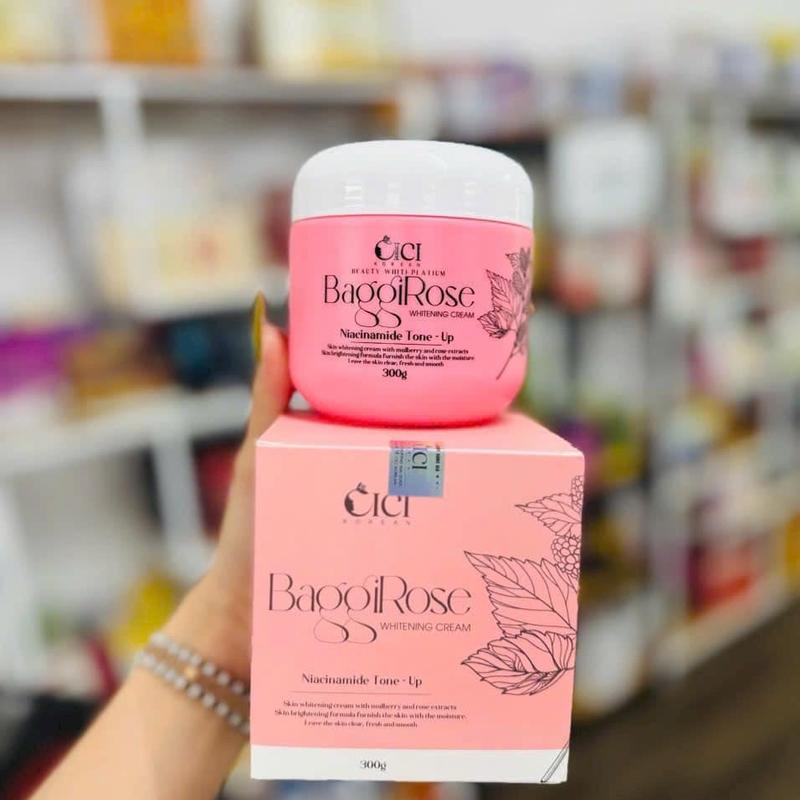 CICI
KOREAN
BEAUTY WHITE PLATIUM
BaggiRose
WHITENING CREAM
Niacinamide Tone - Up
Skin whitening cream with mulberry and rose extracts
Skin brightening formula furnish the skin with the moisture
Leave the skin clear, fresh and smooth
300g
CICI
KOREAN
BaggiRose
WHITENING CREAM
Niacinamide Tone - Up
Skin whitening cream with mulberry and rose extracts
Skin brightening formula furnish the skin with the moisture.
Leave the skin clear, fresh and smooth
300g